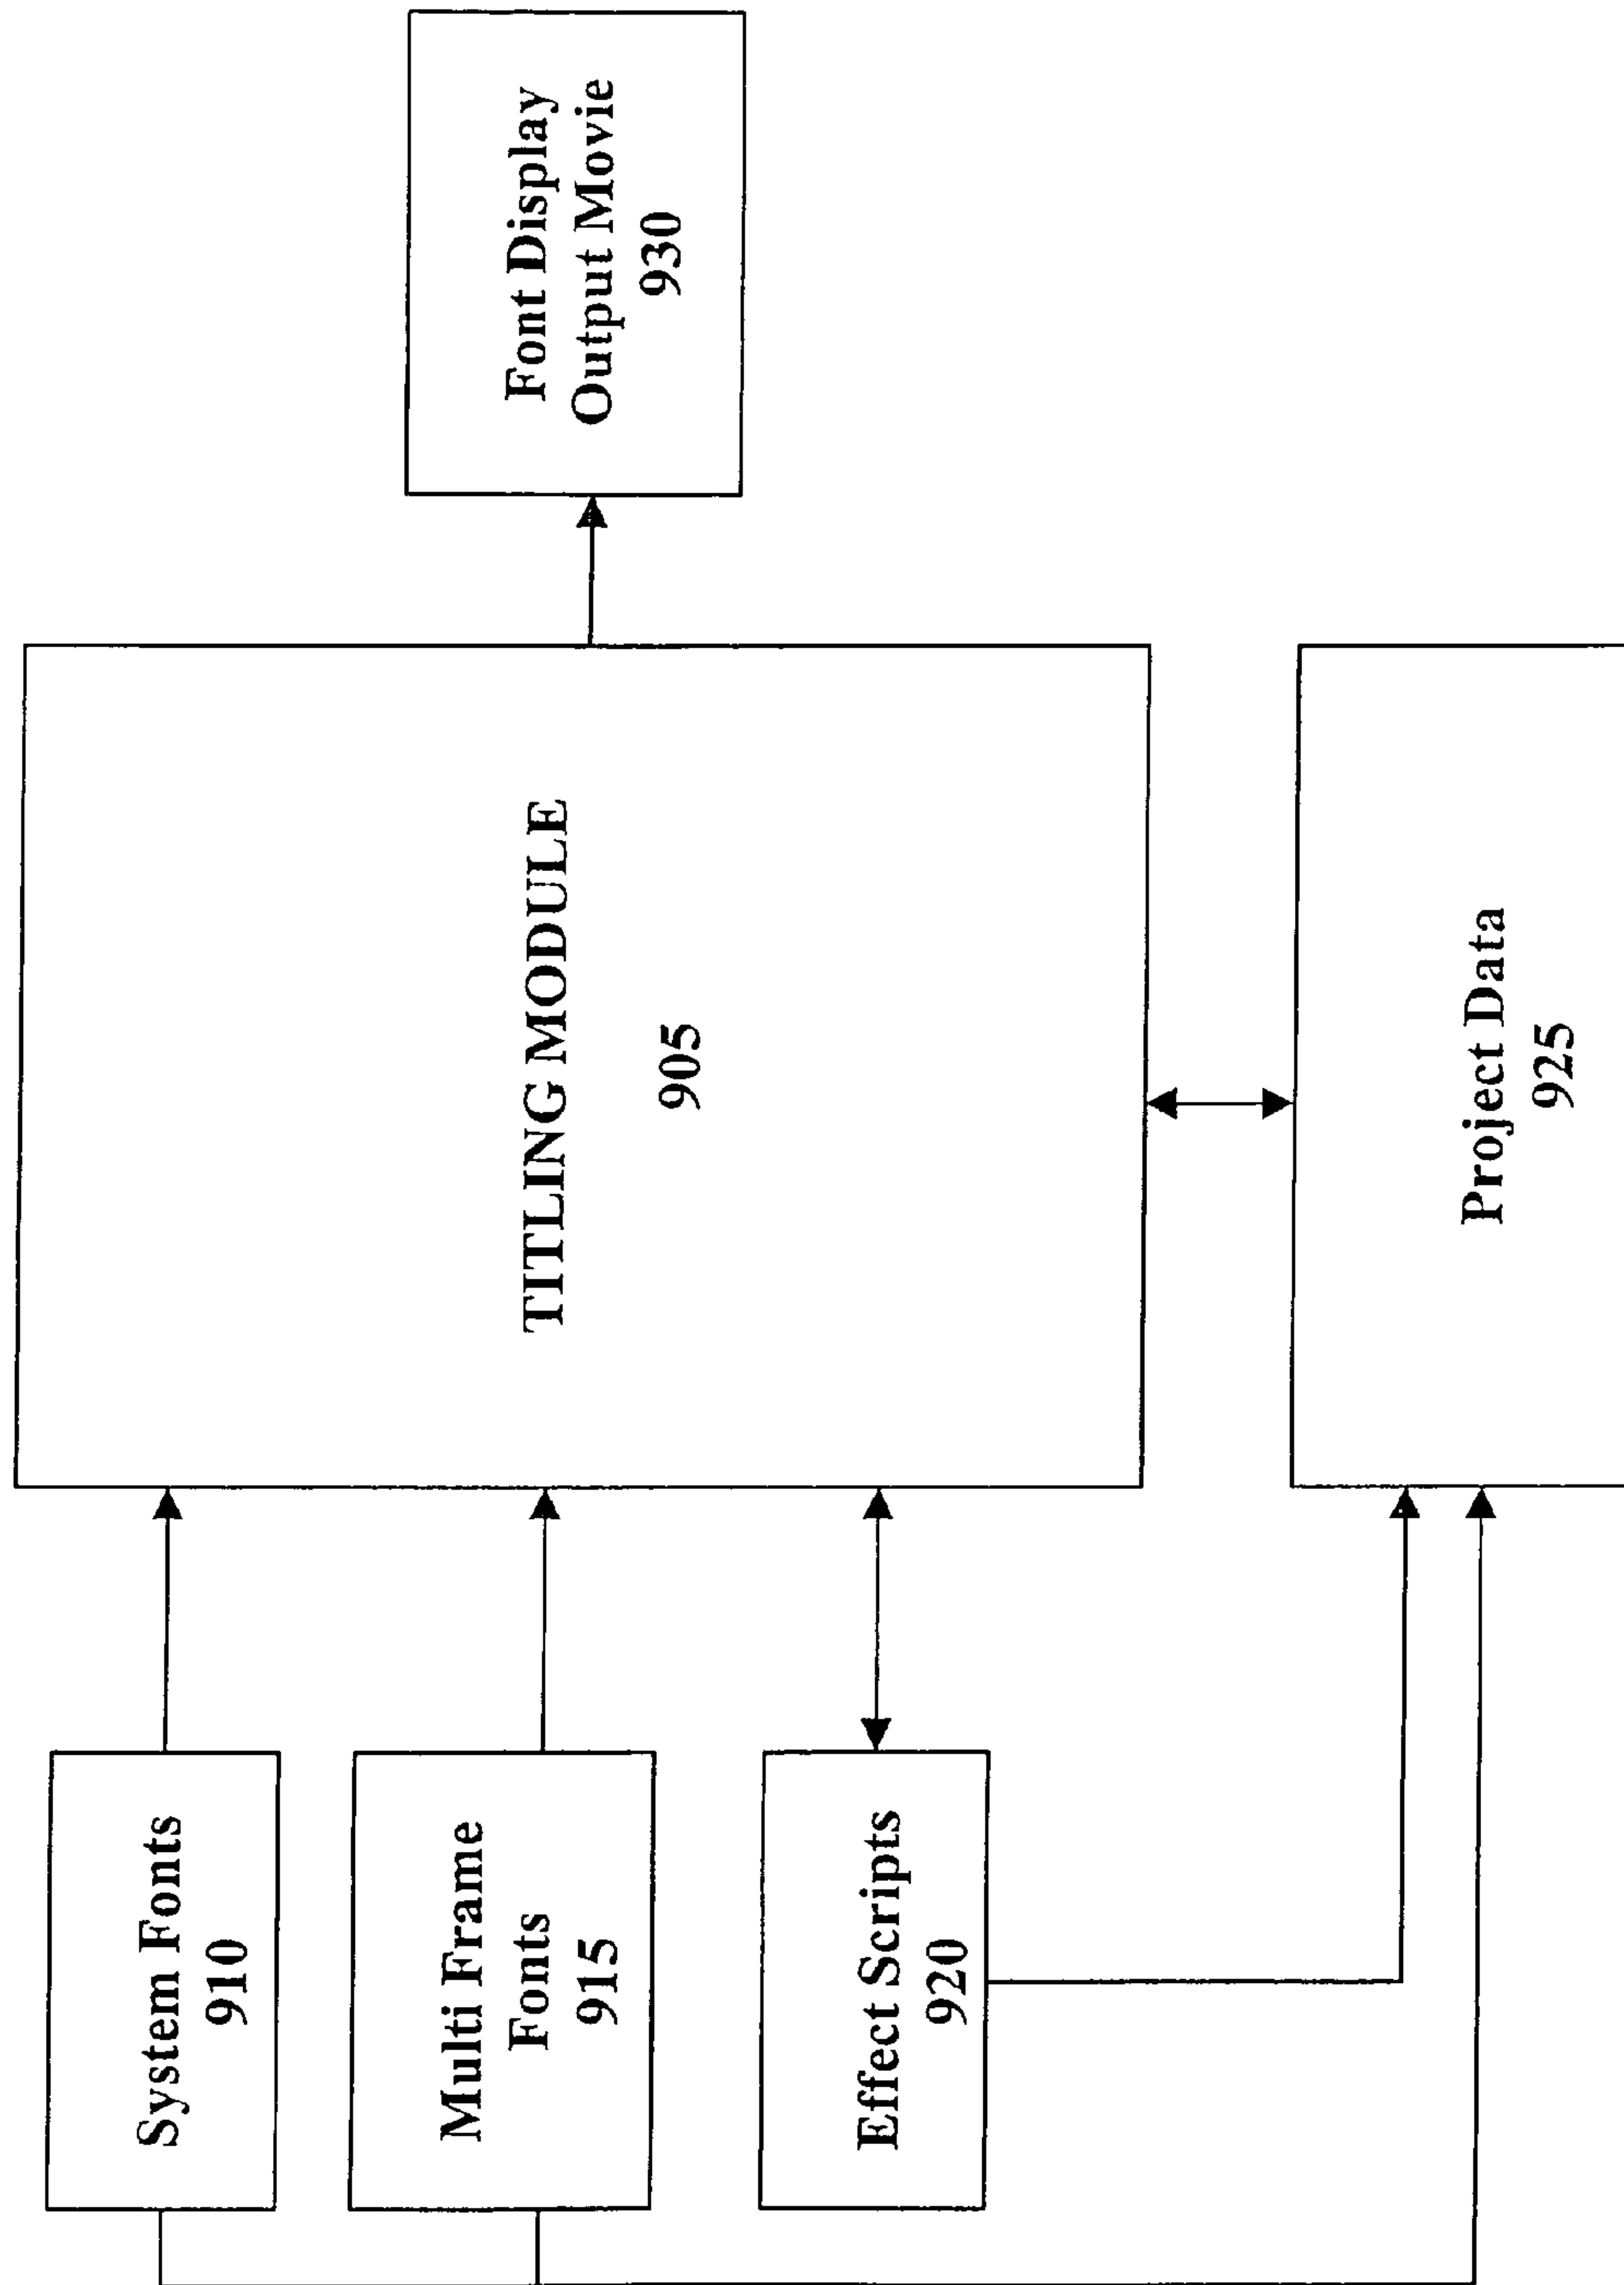 System Fonts
910
Multi Frame
Fonts
915
Effect Scripts
920
TITLING MODULE
905
Project Data
925
Font Display
Output Movie
930